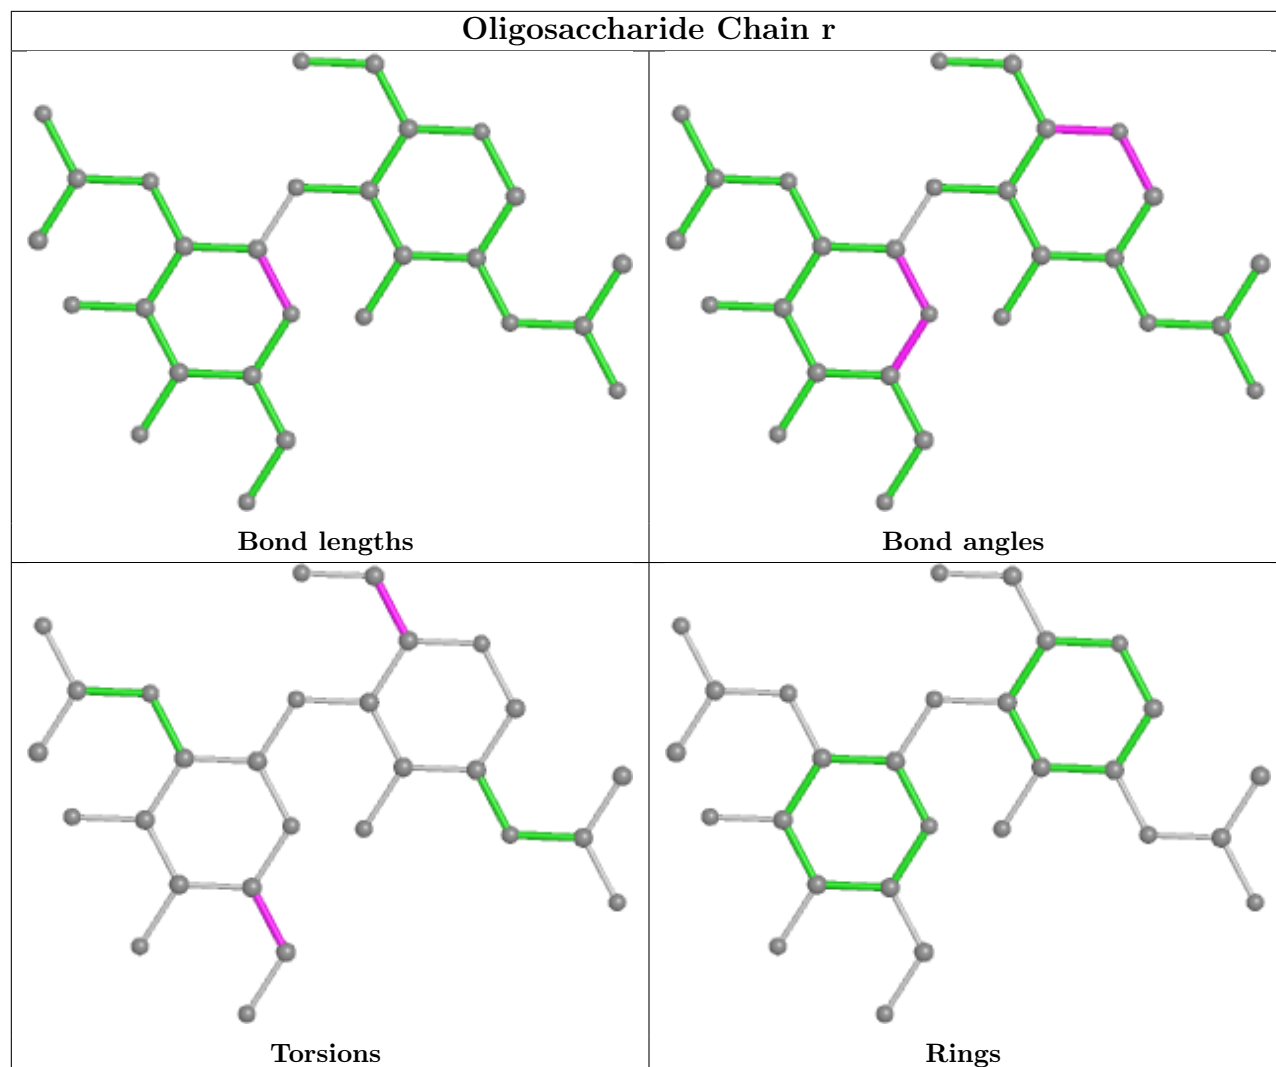 Oligosaccharide Chain r
Bond lengths
Bond angles
Torsions
Rings